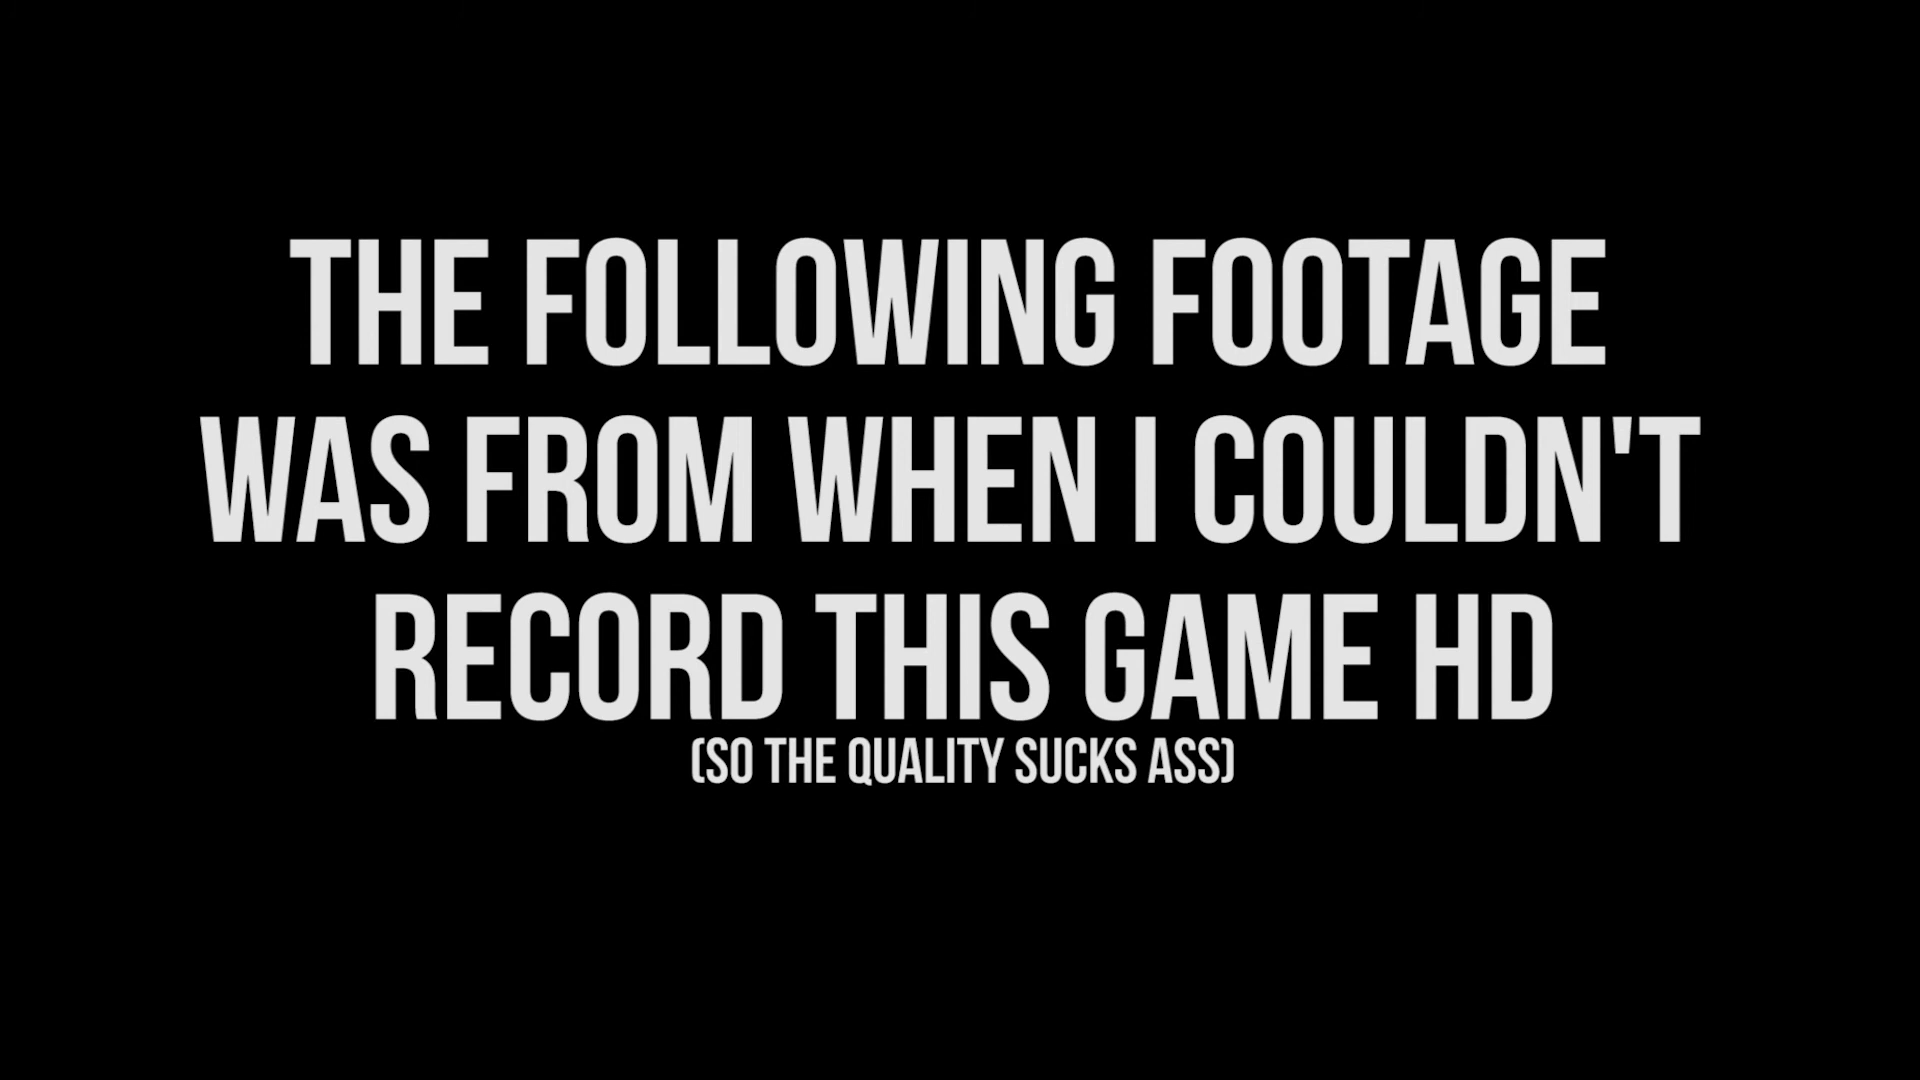 THE FOLLOWING FOOTAGE
WAS FROM WHEN I COULDN'T
RECORD THIS GAME HD
(SO THE QUALITY SUCKS ASS)